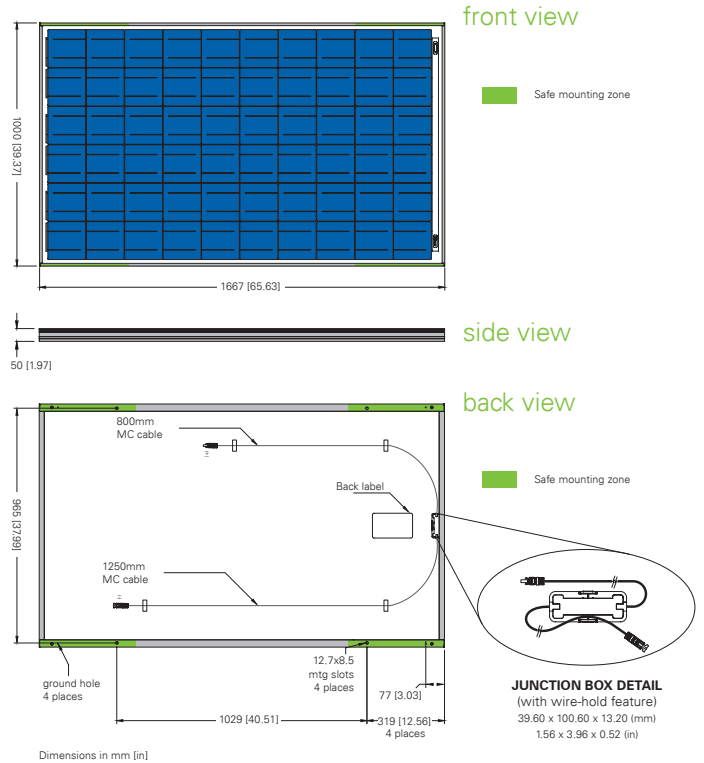 front view
Safe mounting zone
1000 [39.37]
1667 [65.63]
side view
50 [1.97]
back view
800mm
MC cable
Safe mounting zone
Back label
965 [37.99]
1250mm
MC cable
ground hole
4 places
12.7x8.5
mtg slots
4 places
77 [3.03]
1029 [40.51]
319 [12.56]
4 places
JUNCTION BOX DETAIL
(with wire-hold feature)
39.60 x 100.60 x 13.20 (mm)
1.56 x 3.96 x 0.52 (in)
Dimensions in mm [in]